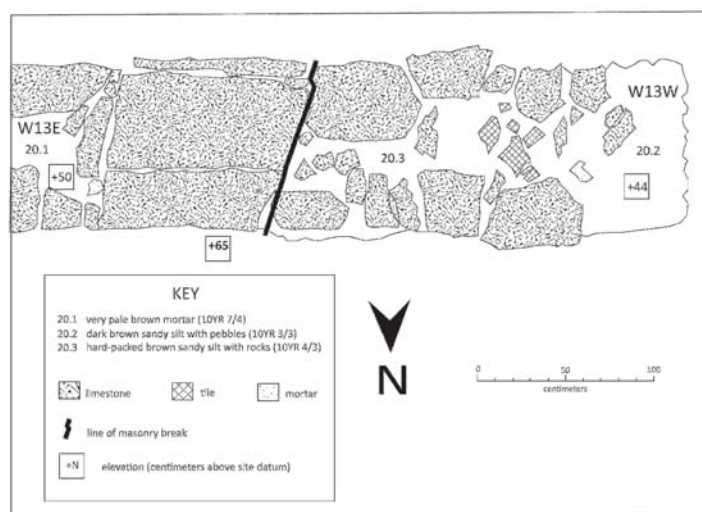 W13W
W13E
20.1
20.3
20.2
+50
+44
+65
KEY
20.1 very pale brown mortar (10YR 7/4)
20.2 dark brown sandy silt with pebbles (10YR 3/3)
20.3 hard-packed brown sandy silt with rocks (10YR 4/3)
limestone tile mortar
line of masonry break
+N elevation (centimeters above site datum)
N
0 50 100
centimeters